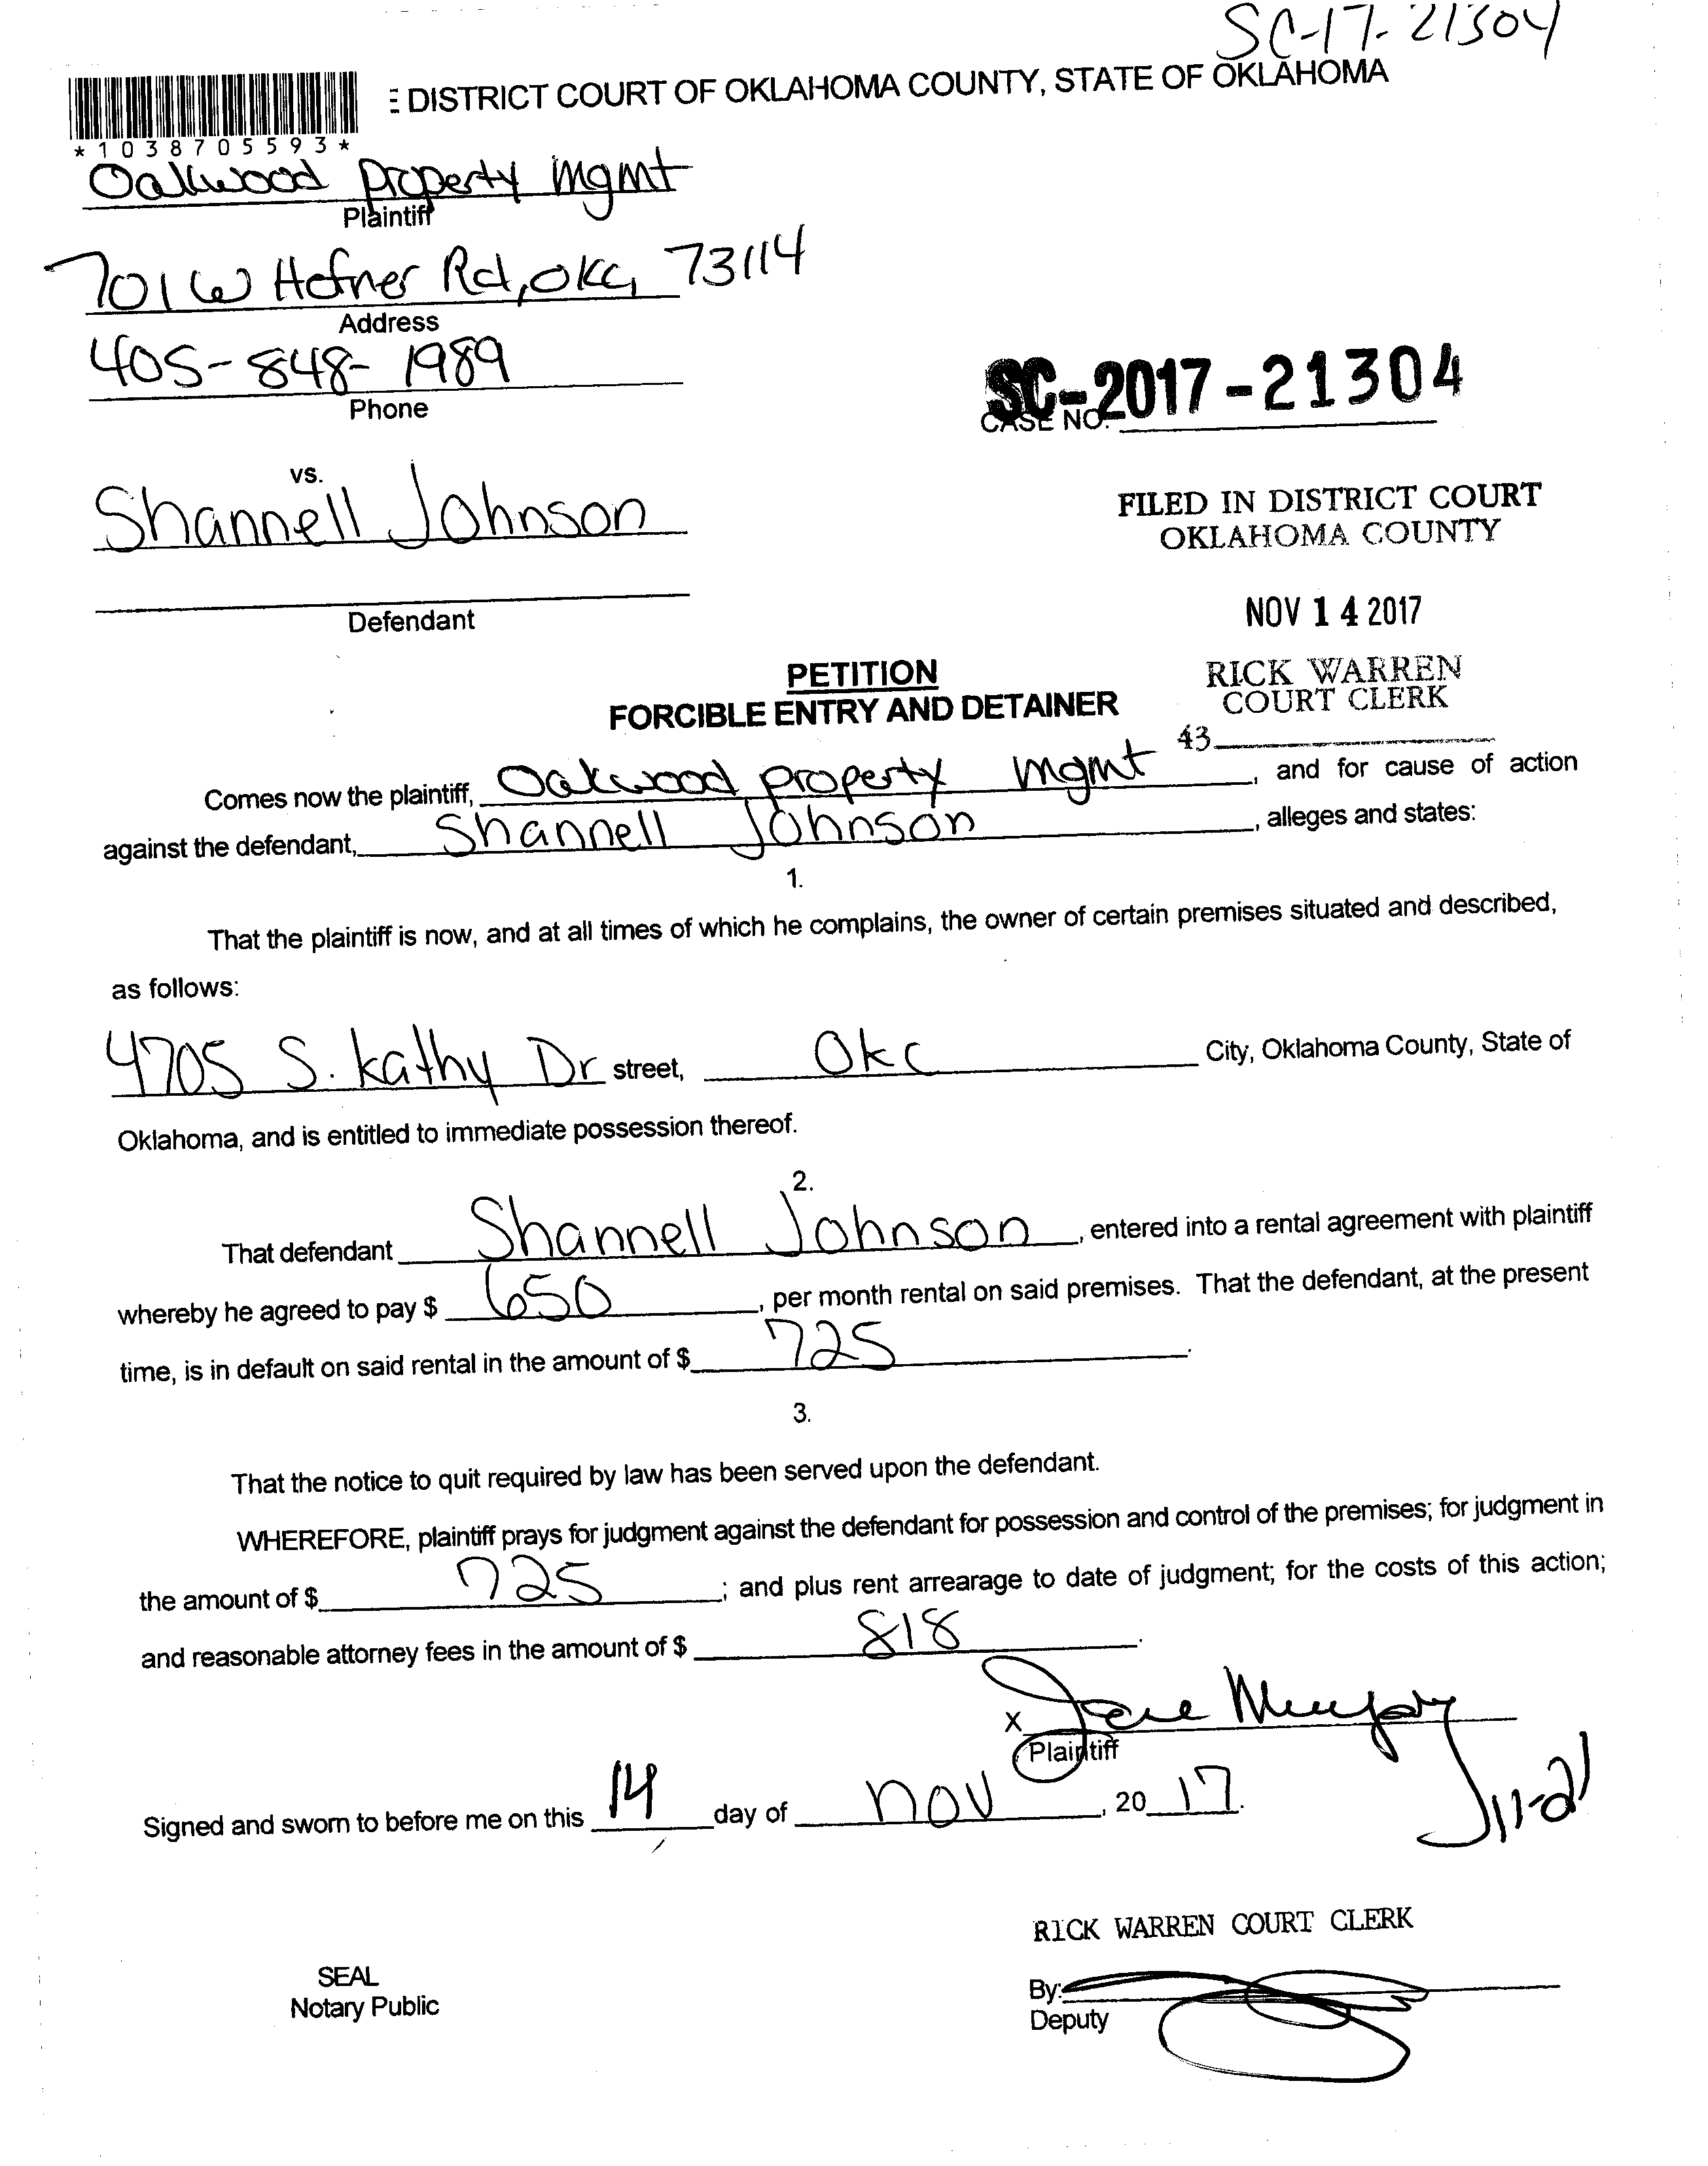 SC-17-21304
E DISTRICT COURT OF OKLAHOMA COUNTY, STATE OF OKLAHOMA
*1038705593*
Oakwood property mgmt
Plaintiff
701 W Hefner Rd, OKC, 73114
Address
405-848-1989
Phone
SC-2017-21304
CASE NO.
vs.
Shannell Johnson
FILED IN DISTRICT COURT
OKLAHOMA COUNTY
Defendant
NOV 14 2017
PETITION
FORCIBLE ENTRY AND DETAINER
RICK WARREN
COURT CLERK
43
Comes now the plaintiff, Oakwood property mgmt, and for cause of action
against the defendant, Shannell Johnson, alleges and states:
1.
That the plaintiff is now, and at all times of which he complains, the owner of certain premises situated and described,
as follows:
4705 S. Kathy Dr street, OKC City, Oklahoma County, State of
Oklahoma, and is entitled to immediate possession thereof.
2.
That defendant Shannell Johnson, entered into a rental agreement with plaintiff
whereby he agreed to pay $ 650, per month rental on said premises. That the defendant, at the present
time, is in default on said rental in the amount of $ 725.
3.
That the notice to quit required by law has been served upon the defendant.
WHEREFORE, plaintiff prays for judgment against the defendant for possession and control of the premises; for judgment in
the amount of $ 725; and plus rent arrearage to date of judgment; for the costs of this action;
and reasonable attorney fees in the amount of $ 818.
X
Plaintiff
Signed and sworn to before me on this 14 day of nov, 20 17.
J 11-21
RICK WARREN COURT CLERK
SEAL
Notary Public
By:
Deputy